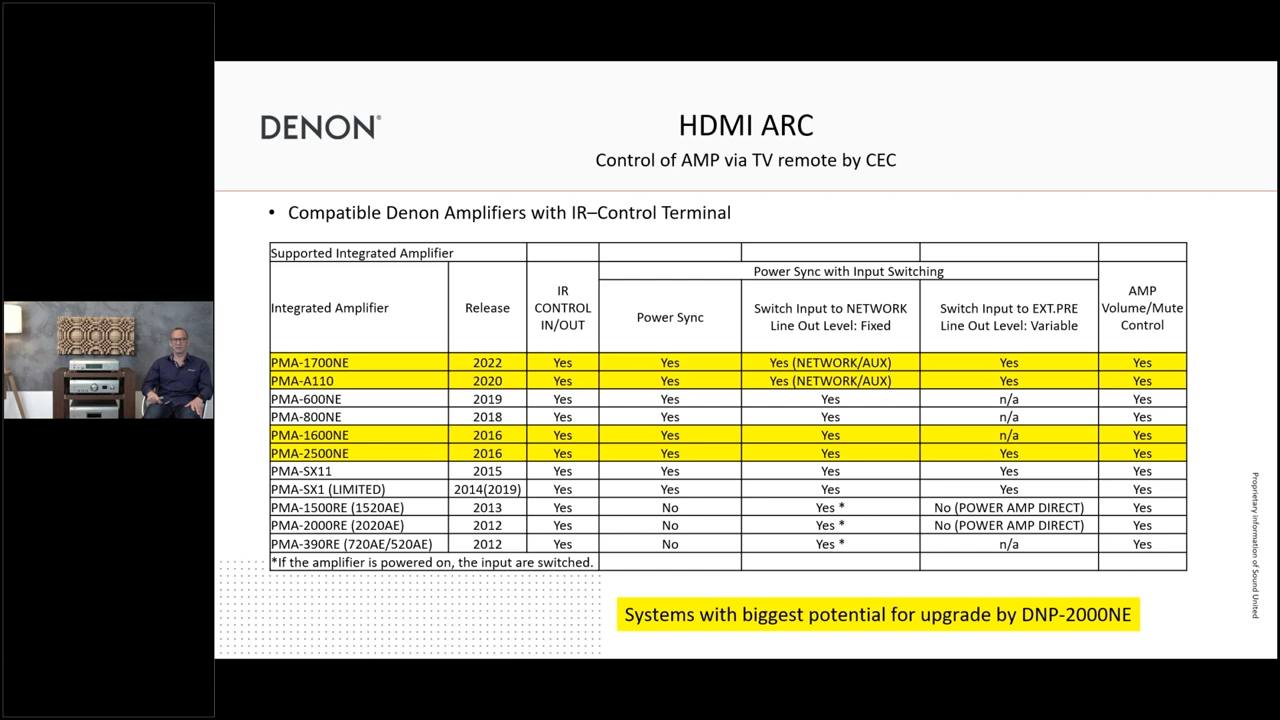 DENON®
HDMI ARC
Control of AMP via TV remote by CEC
• Compatible Denon Amplifiers with IR–Control Terminal
Supported Integrated Amplifier
Integrated Amplifier Release IR CONTROL IN/OUT Power Sync with Input Switching AMP Volume/Mute Control
Power Sync Switch Input to NETWORK Line Out Level: Fixed Switch Input to EXT.PRE Line Out Level: Variable
PMA-1700NE 2022 Yes Yes Yes (NETWORK/AUX) Yes Yes
PMA-A110 2020 Yes Yes Yes (NETWORK/AUX) Yes Yes
PMA-600NE 2019 Yes Yes Yes n/a Yes
PMA-800NE 2018 Yes Yes Yes n/a Yes
PMA-1600NE 2016 Yes Yes Yes n/a Yes
PMA-2500NE 2016 Yes Yes Yes Yes Yes
PMA-SX11 2015 Yes Yes Yes Yes Yes
PMA-SX1 (LIMITED) 2014(2019) Yes Yes Yes Yes Yes
PMA-1500RE (1520AE) 2013 Yes No Yes * No (POWER AMP DIRECT) Yes
PMA-2000RE (2020AE) 2012 Yes No Yes * No (POWER AMP DIRECT) Yes
PMA-390RE (720AE/520AE) 2012 Yes No Yes * n/a Yes
*If the amplifier is powered on, the input are switched.
Systems with biggest potential for upgrade by DNP-2000NE
Proprietary information of Sound United